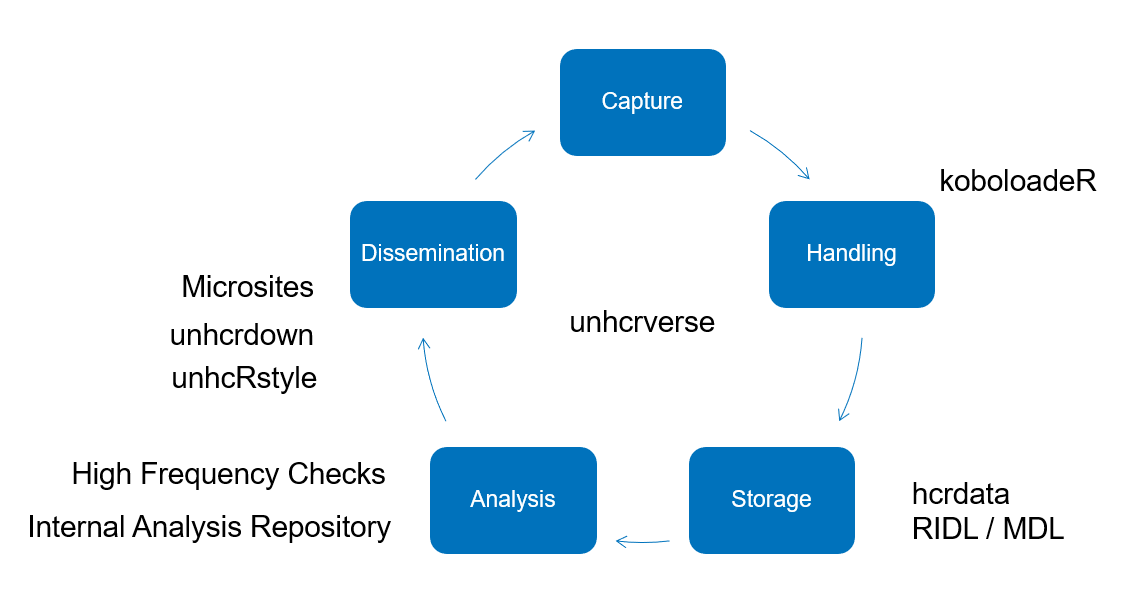 Capture
koboloadeR
Dissemination
Handling
Microsites
unhcrverse
unhcrdown
unhcRstyle
High Frequency Checks
Analysis
Storage
hcrdata
Internal Analysis Repository
RIDL / MDL